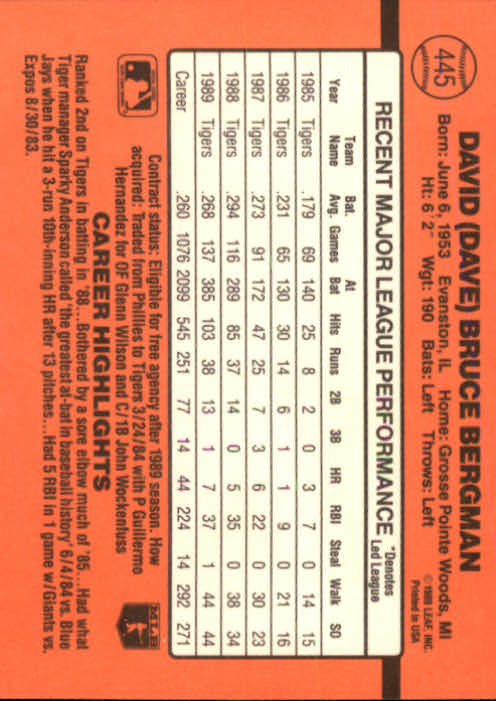 445
DAVID (DAVE) BRUCE BERGMAN
Born: June 6, 1953 Evanston, IL Home: Grosse Pointe Woods, MI
Ht: 6' 2" Wgt: 190 Bats: Left Throws: Left
© 1989 LEAF, INC.
Printed in USA
RECENT MAJOR LEAGUE PERFORMANCE
*Denotes
Led League
Year Team Name Bat. Avg. Games At Bat Hits Runs 2B 3B HR RBI Steal Walk SO
1985 Tigers .179 69 140 25 8 2 0 3 7 0 14 15
1986 Tigers .231 65 130 30 14 6 1 1 9 0 21 16
1987 Tigers .273 91 172 47 25 7 3 6 22 0 30 23
1988 Tigers .294 116 289 85 37 14 0 5 35 0 38 34
1989 Tigers .268 137 385 103 38 13 1 7 37 1 44 44
Career .260 1076 2099 545 251 77 14 44 224 14 292 271
Contract status: Eligible for free agency after 1989 season. How
acquired: Traded from Phillies to Tigers 3/24/84 with P Guillermo
Hernandez for OF Glenn Wilson and C/1B John Wockenfuss
CAREER HIGHLIGHTS
Ranked 2nd on Tigers in batting in '88...Bothered by a sore elbow much of '85...Had what
Tiger manager Sparky Anderson called "the greatest al-bat in baseball history" 6/4/84 vs. Blue
Jays when he hit a 3-run 10th-inning HR after 13 pitches...Had 5 RBI in 1 game w/Giants vs.
Expos 8/30/83.